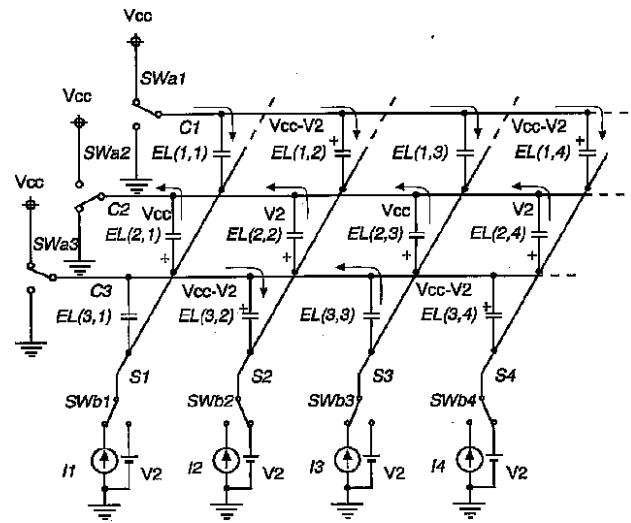 Vcc
SWa1
Vcc
C1
Vcc-V2
Vcc-V2
SWa2
EL(1,1)
+
EL(1,2)
EL(1,3)
+
EL(1,4)
Vcc
C2
Vcc
V2
Vcc
V2
SWa3
EL(2,1)
EL(2,2)
EL(2,3)
EL(2,4)
+
+
+
+
C3
Vcc-V2
Vcc-V2
EL(3,1)
EL(3,2)
+
EL(3,3)
EL(3,4)
+
S1
S2
S3
S4
SWb1
SWb2
SWb3
SWb4
I1
V2
I2
V2
I3
V2
I4
V2